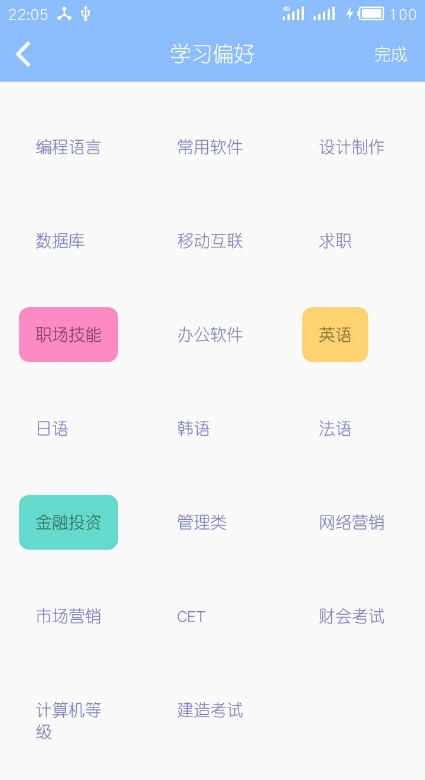 22:05 4G 100
学习偏好 完成
编程语言 常用软件 设计制作
数据库 移动互联 求职
职场技能 办公软件 英语
日语 韩语 法语
金融投资 管理类 网络营销
市场营销 CET 财会考试
计算机等 建造考试
级